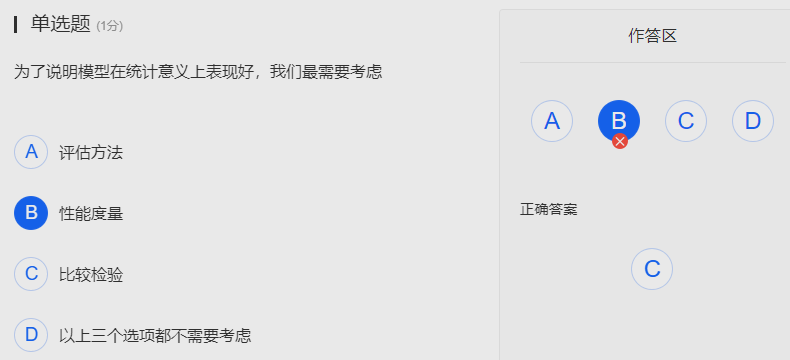 单选题 (1分)
为了说明模型在统计意义上表现好，我们最需要考虑
A 评估方法
B 性能度量
C 比较检验
D 以上三个选项都不需要考虑
作答区
A B C D
正确答案
C